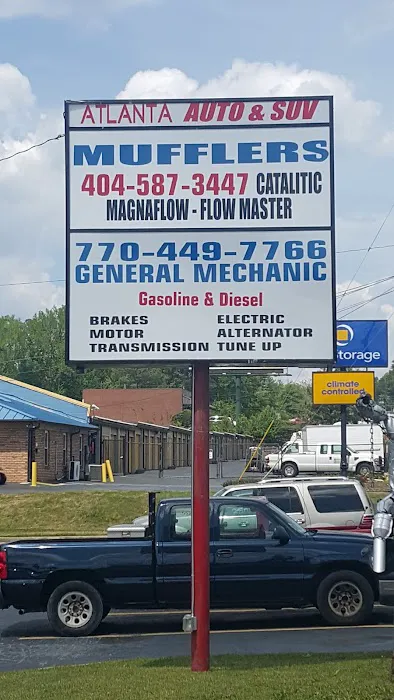 ATLANTA AUTO & SUV
MUFFLERS
404-587-3447 CATALITIC
MAGNAFLOW - FLOW MASTER
770-449-7766
GENERAL MECHANIC
Gasoline & Diesel
BRAKES ELECTRIC
MOTOR ALTERNATOR
TRANSMISSION TUNE UP
storage
climate
controlled